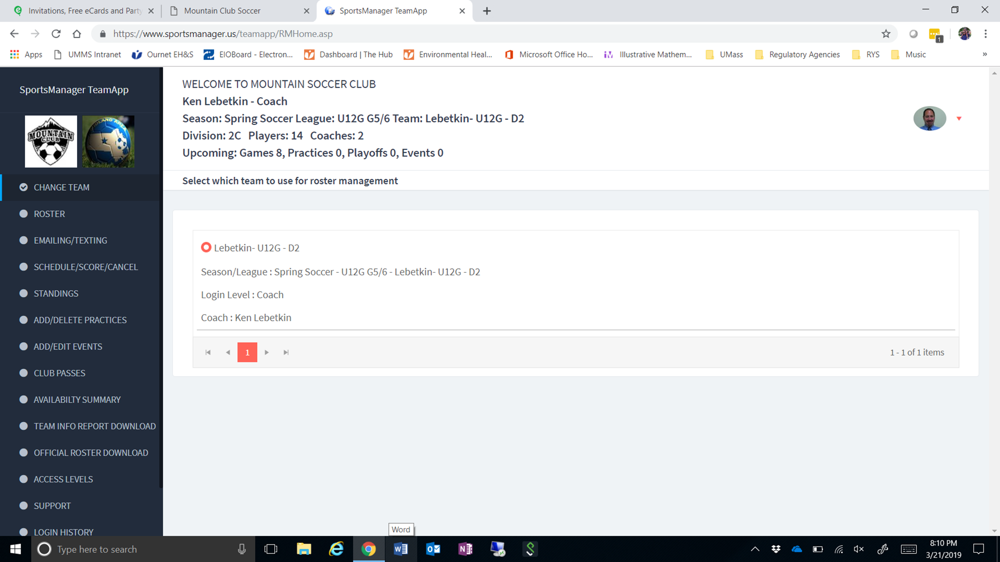 Invitations, Free eCards and Party
Mountain Club Soccer
SportsManager TeamApp
https://www.sportsmanager.us/teamapp/RMHome.asp
1
Apps
UMMS Intranet
Ournet EH&S
EIOBoard - Electron...
Dashboard | The Hub
Environmental Heal...
Microsoft Office Ho...
Illustrative Mathem...
UMass
Regulatory Agencies
RYS
Music
»
SportsManager TeamApp
MOUNTAIN
CLUB
CHANGE TEAM
ROSTER
EMAILING/TEXTING
SCHEDULE/SCORE/CANCEL
STANDINGS
ADD/DELETE PRACTICES
ADD/EDIT EVENTS
CLUB PASSES
AVAILABILTY SUMMARY
TEAM INFO REPORT DOWNLOAD
OFFICIAL ROSTER DOWNLOAD
ACCESS LEVELS
SUPPORT
LOGIN HISTORY
WELCOME TO MOUNTAIN SOCCER CLUB
Ken Lebetkin - Coach
Season: Spring Soccer League: U12G G5/6 Team: Lebetkin- U12G - D2
Division: 2C Players: 14 Coaches: 2
Upcoming: Games 8, Practices 0, Playoffs 0, Events 0
Select which team to use for roster management
Lebetkin- U12G - D2
Season/League : Spring Soccer - U12G G5/6 - Lebetkin- U12G - D2
Login Level : Coach
Coach : Ken Lebetkin
1
1 - 1 of 1 items
Word
Type here to search
8:10 PM
3/21/2019